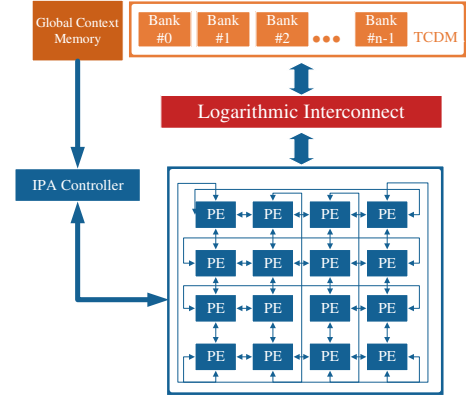 Global Context
Memory
Bank
#0
Bank
#1
Bank
#2
Bank
#n-1
TCDM
Logarithmic Interconnect
IPA Controller
PE PE PE PE
PE PE PE PE
PE PE PE PE
PE PE PE PE